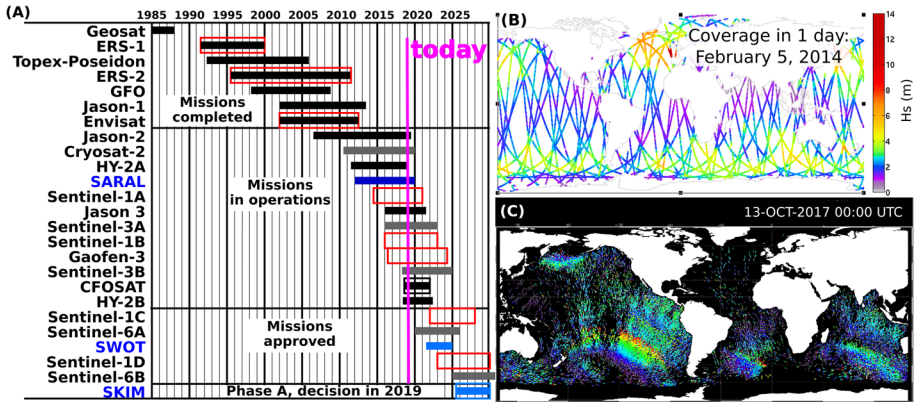 (A)
1985 1990 1995 2000 2005 2010 2015 2020 2025
Geosat
ERS-1
Topex-Poseidon
ERS-2
GFO
Jason-1
Envisat
Jason-2
Cryosat-2
HY-2A
SARAL
Sentinel-1A
Jason 3
Sentinel-3A
Sentinel-1B
Gaofen-3
Sentinel-3B
CFOSAT
HY-2B
Sentinel-1C
Sentinel-6A
SWOT
Sentinel-1D
Sentinel-6B
SKIM
today
Missions
completed
Missions
in operations
Missions
approved
Phase A, decision in 2019
(B)
Coverage in 1 day:
February 5, 2014
14
12
10
8
6
4
2
0
Hs (m)
(C)
13-OCT-2017 00:00 UTC